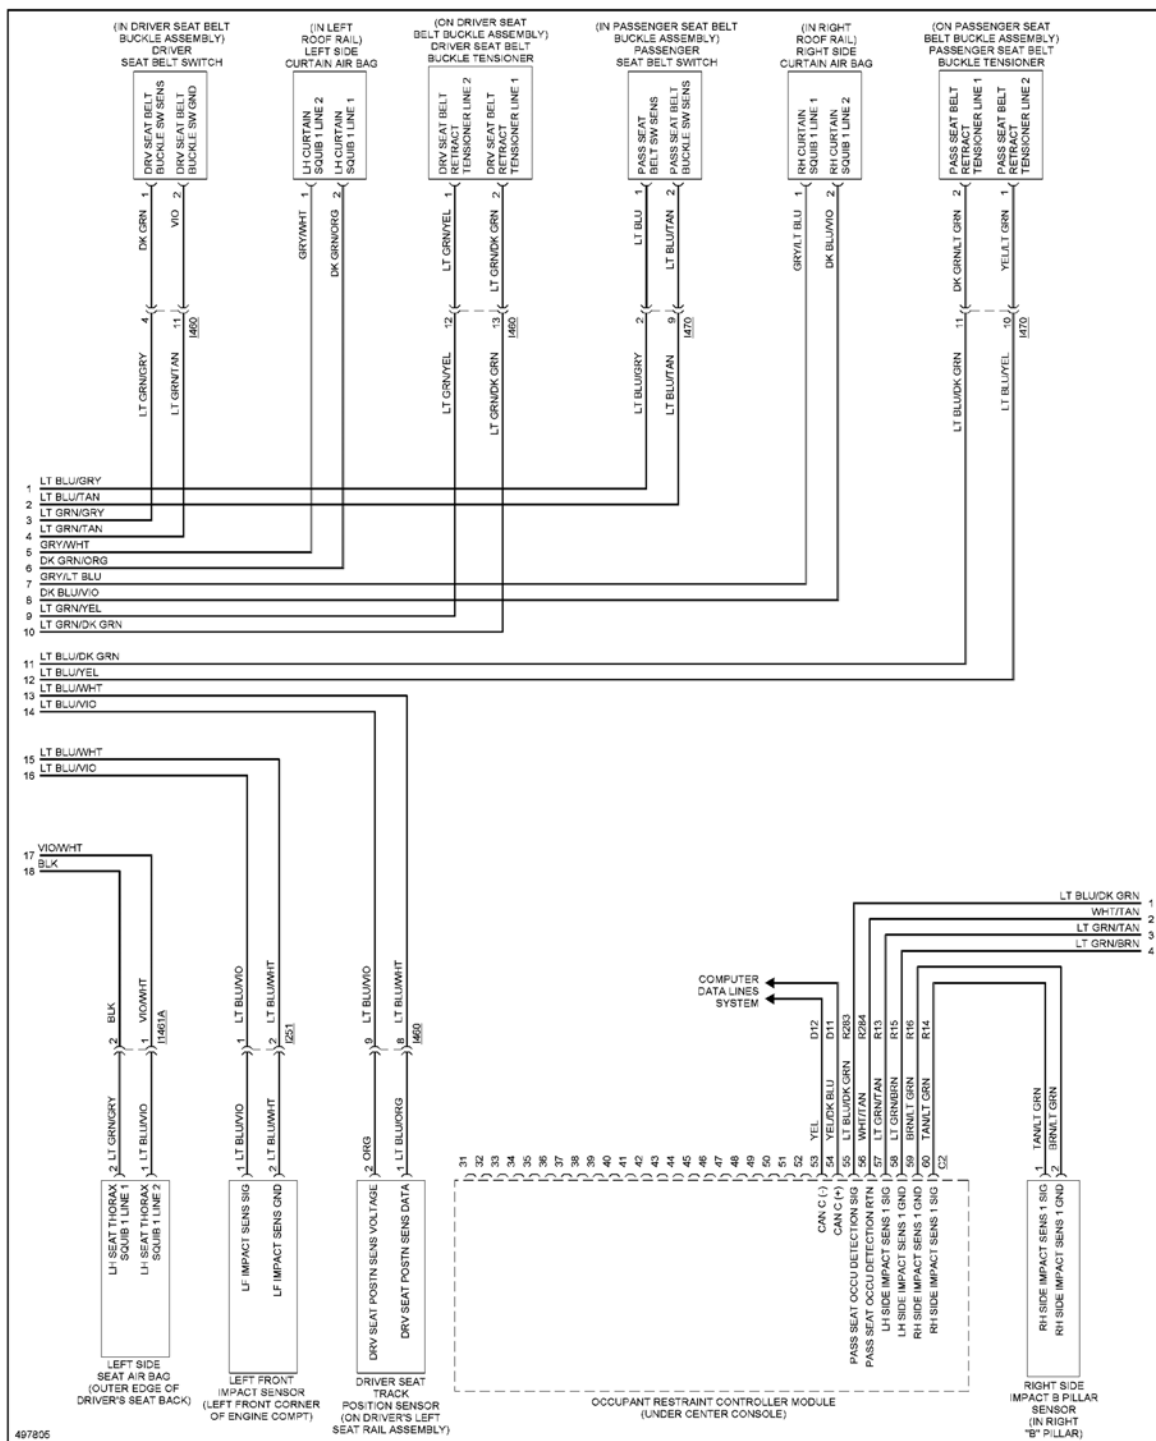 (IN DRIVER SEAT BELT
BUCKLE ASSEMBLY)
DRIVER
SEAT BELT SWITCH
(IN LEFT
ROOF RAIL)
LEFT SIDE
CURTAIN AIR BAG
(ON DRIVER SEAT
BELT BUCKLE ASSEMBLY)
DRIVER SEAT BELT
BUCKLE TENSIONER
(IN PASSENGER SEAT BELT
BUCKLE ASSEMBLY)
PASSENGER
SEAT BELT SWITCH
(IN RIGHT
ROOF RAIL)
RIGHT SIDE
CURTAIN AIR BAG
(ON PASSENGER SEAT
BELT BUCKLE ASSEMBLY)
PASSENGER SEAT BELT
BUCKLE TENSIONER
DRV SEAT BELT
BUCKLE SW SENS
DRV SEAT BELT
BUCKLE SW GND
LH CURTAIN
SQUIB 1 LINE 2
LH CURTAIN
SQUIB 1 LINE 1
DRV SEAT BELT
RETRACT
TENSIONER LINE 2
DRV SEAT BELT
RETRACT
TENSIONER LINE 1
PASS SEAT
BELT SW SENS
PASS SEAT BELT
BUCKLE SW SENS
RH CURTAIN
SQUIB 1 LINE 1
RH CURTAIN
SQUIB 1 LINE 2
PASS SEAT BELT
RETRACT
TENSIONER LINE 1
PASS SEAT BELT
RETRACT
TENSIONER LINE 2
1
2
1
2
1
2
1
2
1
2
2
1
DK GRN
VIO
GRY/WHT
DK GRN/ORG
LT GRN/YEL
LT GRN/DK GRN
LT BLU
LT BLU/TAN
GRY/LT BLU
DK BLU/VIO
DK GRN/LT GRN
YEL/LT GRN
4
11
I460
12
13
I460
2
9
I470
11
10
I470
LT GRN/GRY
LT GRN/TAN
LT GRN/YEL
LT GRN/DK GRN
LT BLU/GRY
LT BLU/TAN
LT BLU/DK GRN
LT BLU/YEL
1 LT BLU/GRY
2 LT BLU/TAN
3 LT GRN/GRY
4 LT GRN/TAN
5 GRY/WHT
6 DK GRN/ORG
7 GRY/LT BLU
8 DK BLU/VIO
9 LT GRN/YEL
10 LT GRN/DK GRN
11 LT BLU/DK GRN
12 LT BLU/YEL
13 LT BLU/WHT
14 LT BLU/VIO
15 LT BLU/WHT
16 LT BLU/VIO
17 VIO/WHT
18 BLK
LT BLU/DK GRN 1
WHT/TAN 2
LT GRN/TAN 3
LT GRN/BRN 4
COMPUTER
DATA LINES
SYSTEM
BLK
VIO/WHT
LT BLU/VIO
LT BLU/WHT
LT BLU/VIO
LT BLU/WHT
2
1
I1461A
1
2
I251
9
8
I460
D12
D11
R283
R284
R13
R15
R16
R14
YEL
YEL/DK BLU
LT BLU/DK GRN
WHT/TAN
LT GRN/TAN
LT GRN/BRN
BRN/LT GRN
TAN/LT GRN
TAN/LT GRN
BRN/LT GRN
2 LT GRN/GRY
1 LT BLU/VIO
1 LT BLU/VIO
2 LT BLU/WHT
2 ORG
1 LT BLU/ORG
31
32
33
34
35
36
37
38
39
40
41
42
43
44
45
46
47
48
49
50
51
52
53
54
55
56
57
58
59
60
C2
1
2
LH SEAT THORAX
SQUIB 1 LINE 1
LH SEAT THORAX
SQUIB 1 LINE 2
LF IMPACT SENS SIG
LF IMPACT SENS GND
DRV SEAT POSTN SENS VOLTAGE
DRV SEAT POSTN SENS DATA
CAN C (-)
CAN C (+)
PASS SEAT OCCU DETECTION SIG
PASS SEAT OCCU DETECTION RTN
LH SIDE IMPACT SENS 1 SIG
LH SIDE IMPACT SENS 1 GND
RH SIDE IMPACT SENS 1 GND
RH SIDE IMPACT SENS 1 SIG
RH SIDE IMPACT SENS 1 SIG
RH SIDE IMPACT SENS 1 GND
LEFT SIDE
SEAT AIR BAG
(OUTER EDGE OF
DRIVER'S SEAT BACK)
LEFT FRONT
IMPACT SENSOR
(LEFT FRONT CORNER
OF ENGINE COMPT)
DRIVER SEAT
TRACK
POSITION SENSOR
(ON DRIVER'S LEFT
SEAT RAIL ASSEMBLY)
OCCUPANT RESTRAINT CONTROLLER MODULE
(UNDER CENTER CONSOLE)
RIGHT SIDE
IMPACT B PILLAR
SENSOR
(IN RIGHT
"B" PILLAR)
497805